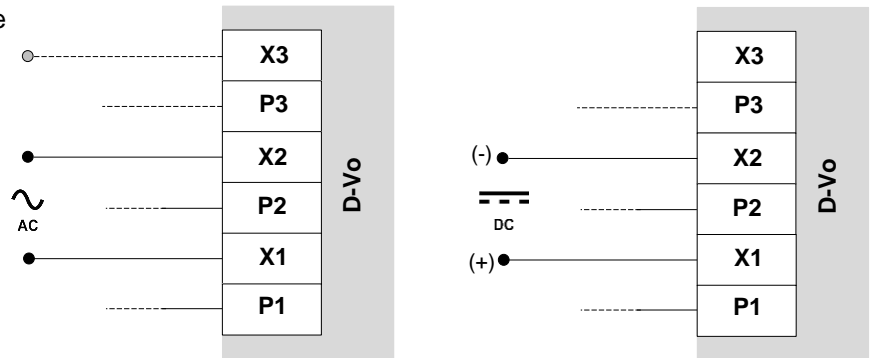 e
X3
P3
X2
P2
X1
P1
AC
D-Vo
X3
P3
X2
P2
X1
P1
(-)
DC
(+)
D-Vo